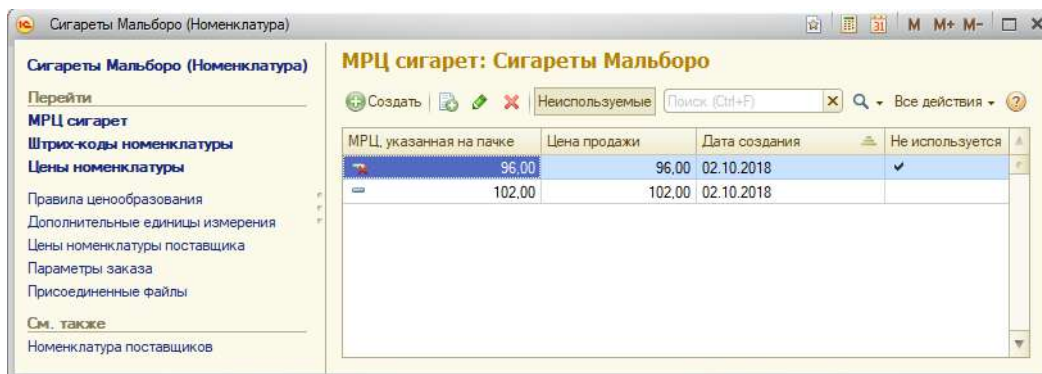 Сигареты Мальборо (Номенклатура)
M M+ M-
Сигареты Мальборо (Номенклатура)
Перейти
МРЦ сигарет
Штрих-коды номенклатуры
Цены номенклатуры
Правила ценообразования
Дополнительные единицы измерения
Цены номенклатуры поставщика
Параметры заказа
Присоединенные файлы
См. также
Номенклатура поставщиков
МРЦ сигарет: Сигареты Мальборо
Создать Неиспользуемые Поиск (Ctrl+F) Все действия
МРЦ, указанная на пачке Цена продажи Дата создания Не используется
96,00 96,00 02.10.2018
102,00 102,00 02.10.2018